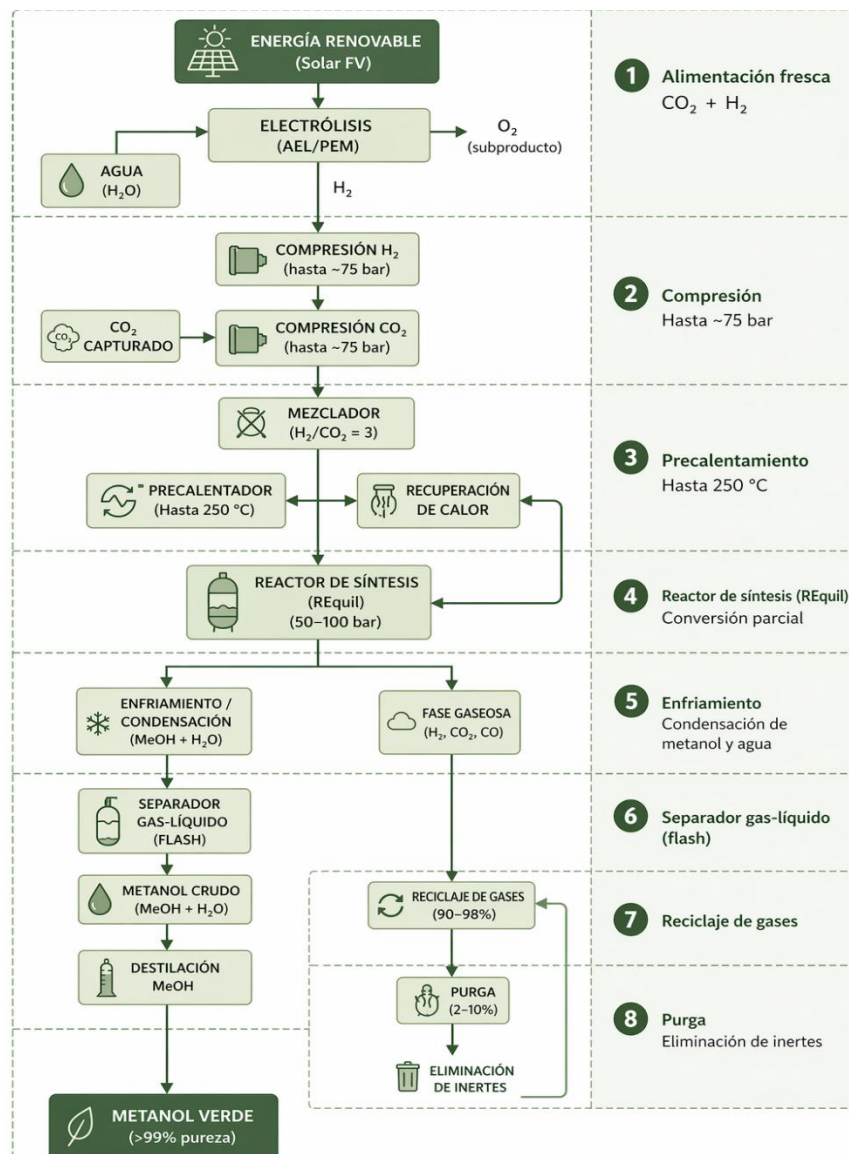 ENERGÍA RENOVABLE
(Solar FV)
1
Alimentación fresca
CO₂ + H₂
ELECTRÓLISIS
(AEL/PEM)
O₂
(subproducto)
AGUA
(H₂O)
H₂
COMPRESIÓN H₂
(hasta ~75 bar)
2
Compresión
Hasta ~75 bar
CO₂
CO₂
CAPTURADO
COMPRESIÓN CO₂
(hasta ~75 bar)
MEZCLADOR
(H₂/CO₂ = 3)
3
Precalentamiento
Hasta 250 °C
PRECALENTADOR
(Hasta 250 °C)
RECUPERACIÓN
DE CALOR
REACTOR DE SÍNTESIS
(REquil)
(50–100 bar)
4
Reactor de síntesis (REquil)
Conversión parcial
ENFRIAMIENTO /
CONDENSACIÓN
(MeOH + H₂O)
FASE GASEOSA
(H₂, CO₂, CO)
5
Enfriamiento
Condensación de
metanol y agua
SEPARADOR
GAS-LÍQUIDO
(FLASH)
6
Separador gas-líquido
(flash)
METANOL CRUDO
(MeOH + H₂O)
RECICLAJE DE GASES
(90–98%)
7
Reciclaje de gases
DESTILACIÓN
MeOH
PURGA
(2–10%)
8
Purga
Eliminación de inertes
ELIMINACIÓN
DE INERTES
METANOL VERDE
(>99% pureza)